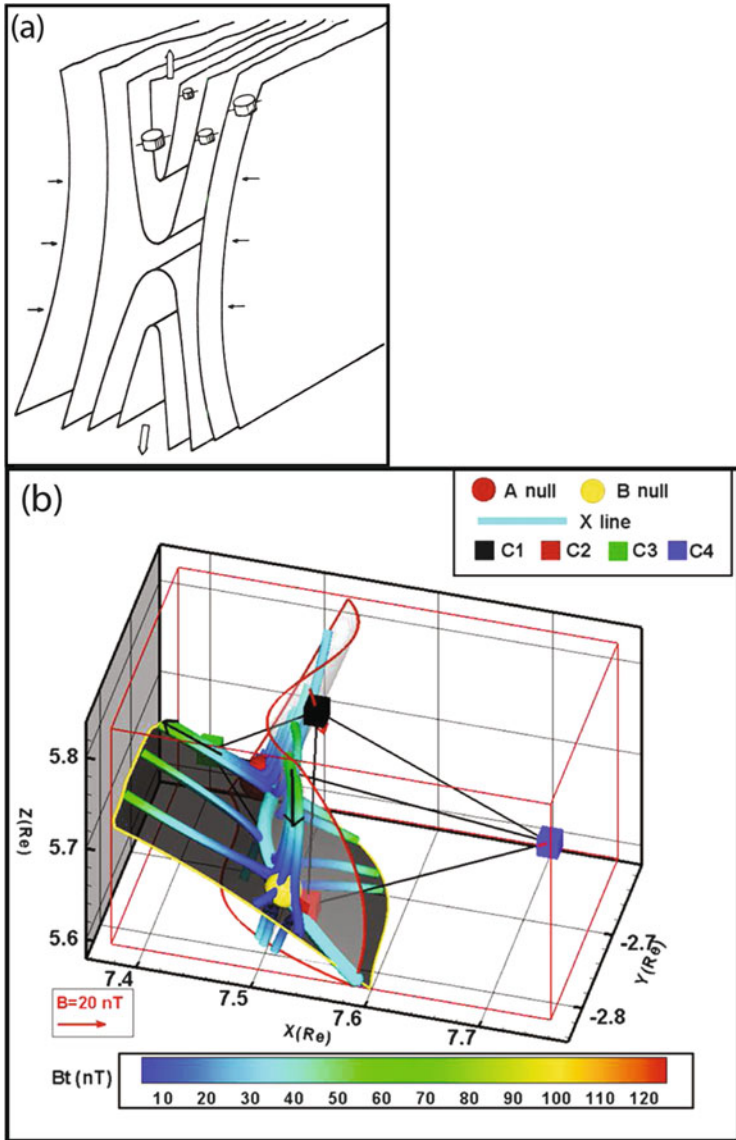 (a)
(b)
A null B null
X line
C1 C2 C3 C4
5.8
5.7
5.6
Z(Re)
7.4
7.5
7.6
7.7
X(Re)
-2.7
-2.8
Y(Re)
B=20 nT
Bt (nT)
10 20 30 40 50 60 70 80 90 100 110 120